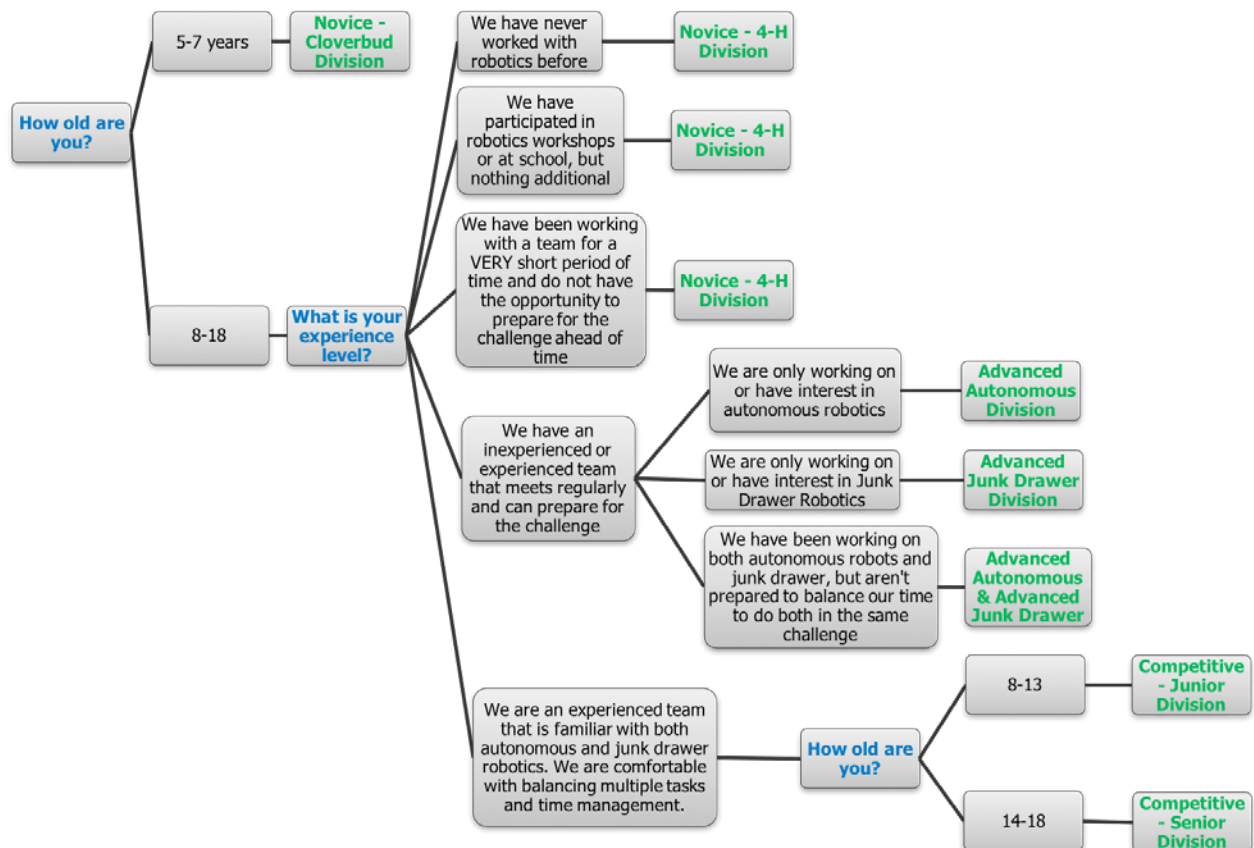 How old are
you?
5-7 years
Novice -
Cloverbud
Division
8-18
What is your
experience
level?
We have never
worked with
robotics before
Novice - 4-H
Division
We have
participated in
robotics workshops
or at school, but
nothing additional
Novice - 4-H
Division
We have been working
with a team for a
VERY short period of
time and do not have
the opportunity to
prepare for the
challenge ahead of
time
Novice - 4-H
Division
We have an
inexperienced or
experienced team
that meets regularly
and can prepare for
the challenge
We are only working on
or have interest in
autonomous robotics
Advanced
Autonomous
Division
We are only working on
or have interest in Junk
Drawer Robotics
Advanced
Junk Drawer
Division
We have been working on
both autonomous robots and
junk drawer, but aren't
prepared to balance our time
to do both in the same
challenge
Advanced
Autonomous
& Advanced
Junk Drawer
We are an experienced team
that is familiar with both
autonomous and junk drawer
robotics. We are comfortable
with balancing multiple tasks
and time management.
How old are
you?
8-13
Competitive
- Junior
Division
14-18
Competitive
- Senior
Division